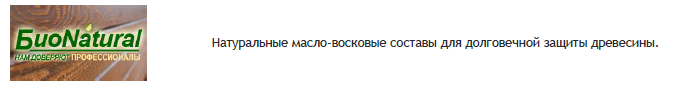 БиоNatural
НАМ ДОВЕРЯЮТ ПРОФЕССИОНАЛЫ
Натуральные масло-восковые составы для долговечной защиты древесины.